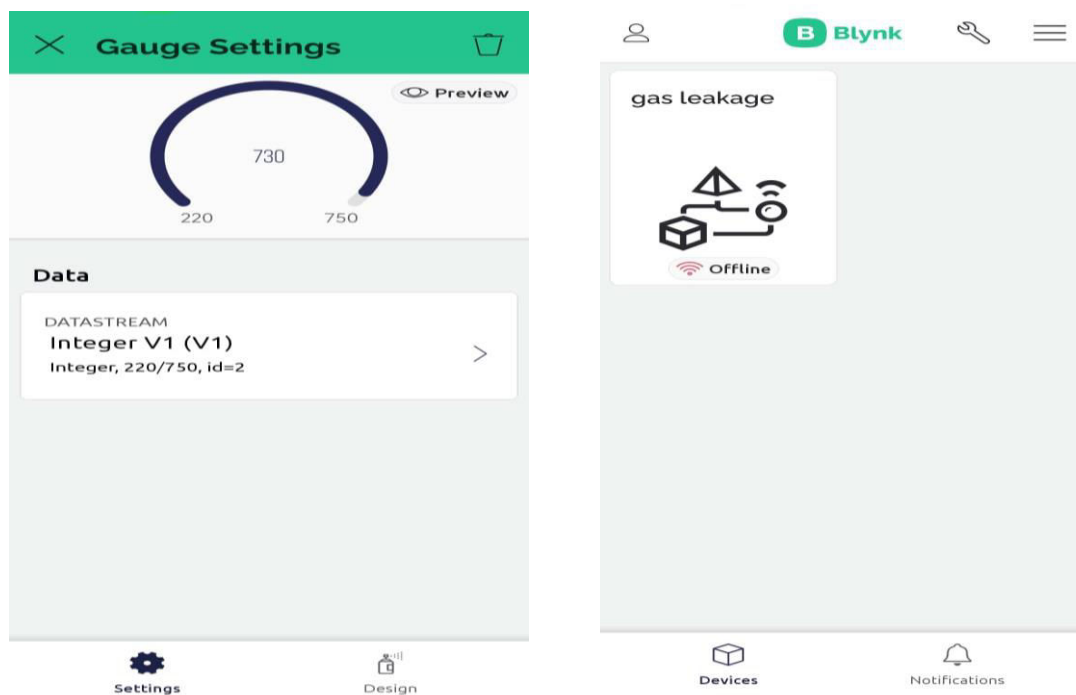 Gauge Settings
Preview
730
220 750
Data
DATASTREAM
Integer V1 (V1)
Integer, 220/750, id=2
Settings Design
B Blynk
gas leakage
Offline
Devices Notifications